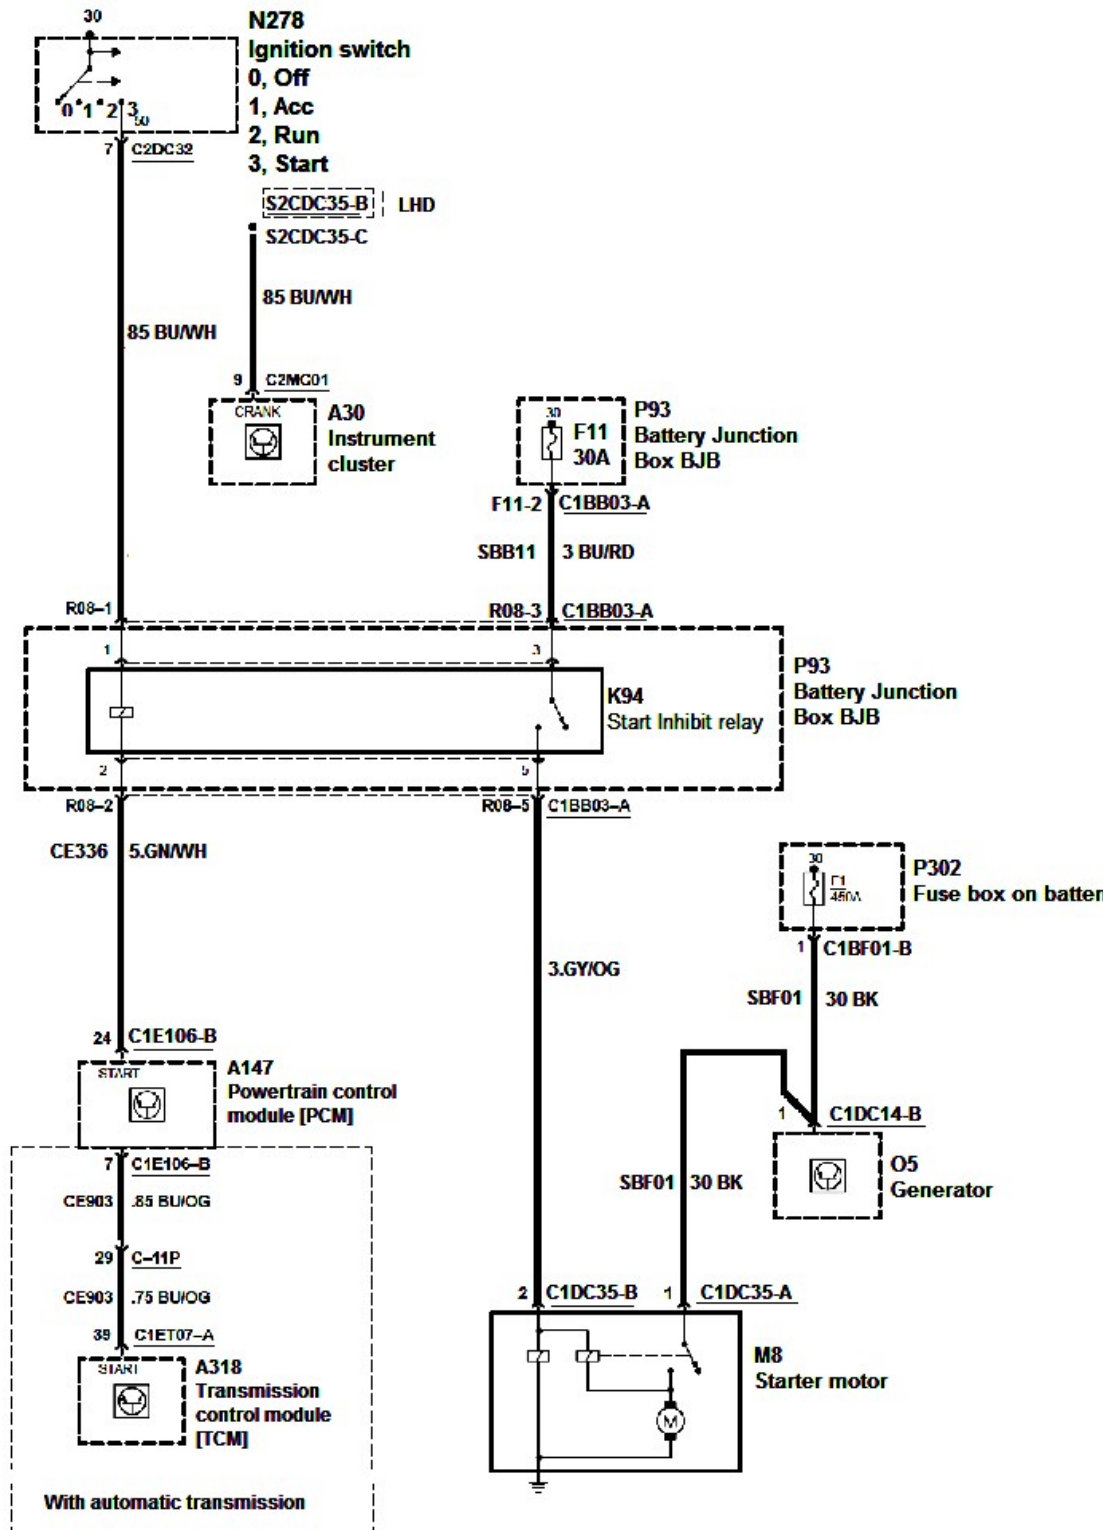 30
N278
Ignition switch
0, Off
1, Acc
2, Run
3, Start
0 1 2 3
50
7 C2DC32
S2CDC35-B LHD
S2CDC35-C
85 BU/WH
85 BU/WH
9 C2MC01
CRANK
A30
Instrument
cluster
30
F11
30A
P93
Battery Junction
Box BJB
F11-2 C1BB03-A
SBB11 3 BU/RD
R08-1
R08-3 C1BB03-A
1
3
K94
Start Inhibit relay
P93
Battery Junction
Box BJB
2
5
R08-2
R08-5 C1BB03-A
CE336 5.GN/WH
30
F1
450A
P302
Fuse box on batter
1 C1BF01-B
3.GY/OG
SBF01 30 BK
24 C1E106-B
START
A147
Powertrain control
module [PCM]
1 C1DC14-B
O5
Generator
7 C1E106-B
CE903 .85 BU/OG
SBF01 30 BK
29 C-11P
CE903 .75 BU/OG
2 C1DC35-B
1 C1DC35-A
39 C1ET07-A
START
A318
Transmission
control module
[TCM]
M
M8
Starter motor
With automatic transmission